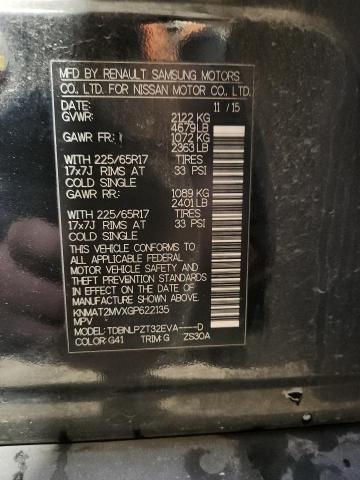 MFD BY RENAULT SAMSUNG MOTORS
CO., LTD. FOR NISSAN MOTOR CO., LTD.
DATE: 11 / 15
GVWR: 2122 KG
4679 LB
GAWR FR: 1072 KG
2363 LB
WITH 225/65R17 TIRES
17x7J RIMS AT 33 PSI
COLD SINGLE
GAWR RR: 1089 KG
2401 LB
WITH 225/65R17 TIRES
17x7J RIMS AT 33 PSI
COLD SINGLE
THIS VEHICLE CONFORMS TO
ALL APPLICABLE FEDERAL
MOTOR VEHICLE SAFETY AND
THEFT PREVENTION STANDARDS
IN EFFECT ON THE DATE OF
MANUFACTURE SHOWN ABOVE.
KNMAT2MVXGP622135
MPV
MODEL: TDBNLPZT32EVA----D
COLOR: G41 TRIM: G ZS30A